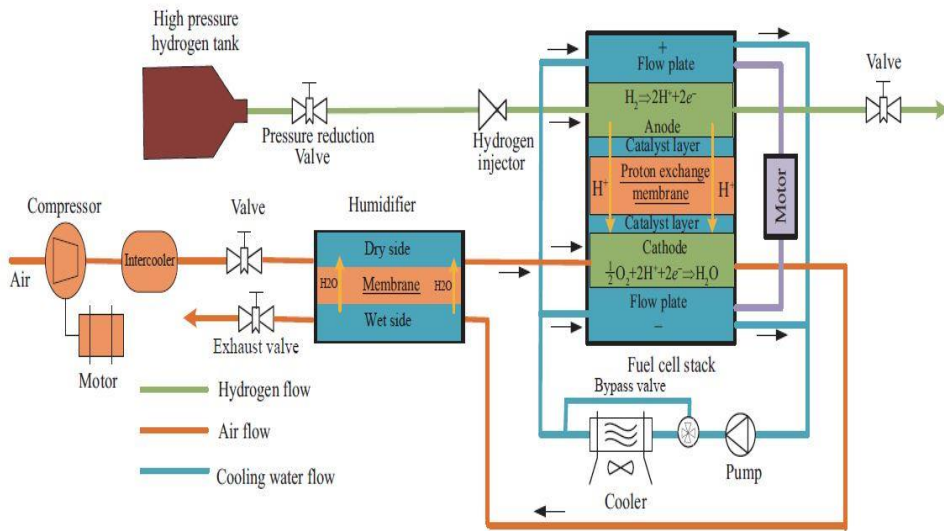 High pressure
hydrogen tank
Pressure reduction
Valve
Hydrogen
injector
+
Flow plate
H₂⇒2H⁺+2e⁻
Anode
Catalyst layer
H⁺
Proton exchange
membrane
H⁺
Catalyst layer
Cathode
½O₂+2H⁺+2e⁻⇒H₂O
Flow plate
−
Fuel cell stack
Valve
Motor
Compressor
Air
Intercooler
Valve
Humidifier
Dry side
H2O
Membrane
H2O
Wet side
Exhaust valve
Motor
Hydrogen flow
Air flow
Cooling water flow
Bypass valve
Cooler
Pump